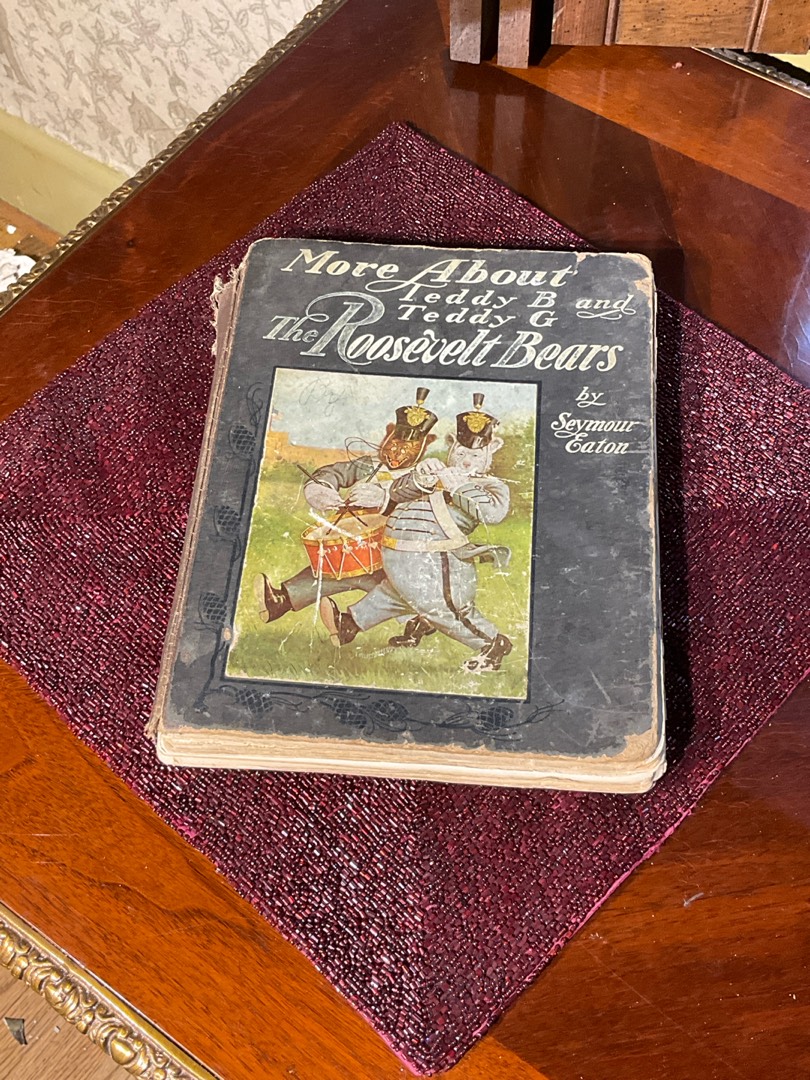 More About
Teddy B and
Teddy G
The Roosevelt Bears
by
Seymour
Eaton